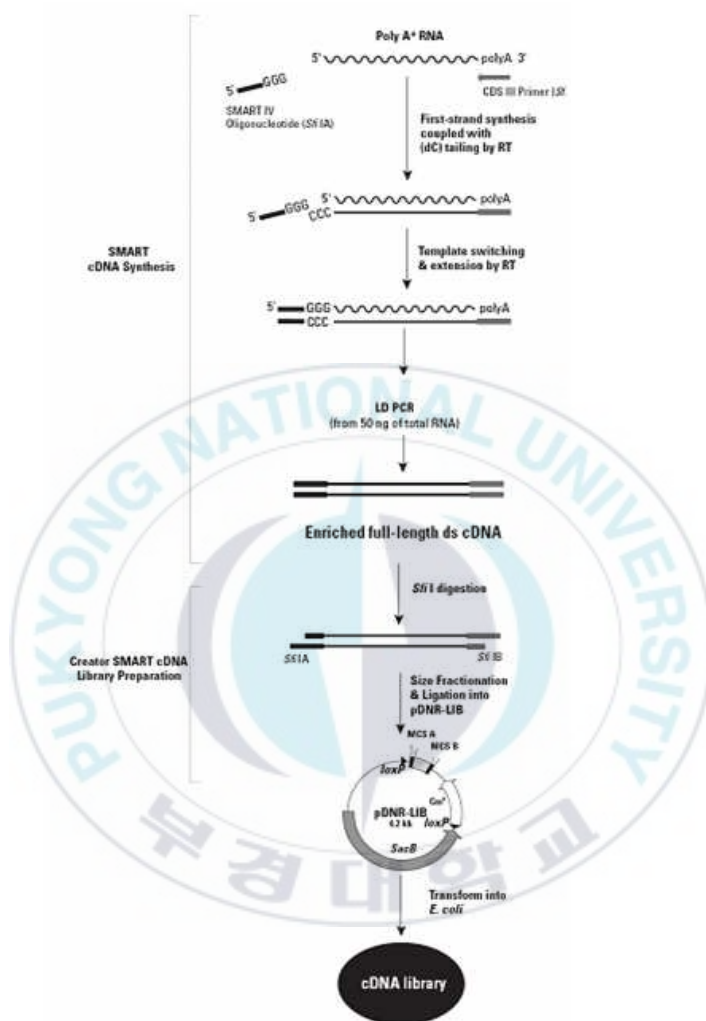 Poly A+ RNA
5' polyA 3'
5' GGG
CDS III Primer (Sf
SMART IV
Oligonucleotide (Sfi IA)
First-strand synthesis
coupled with
(dC) tailing by RT
5' GGG 5' polyA
CCC
SMART
cDNA Synthesis
Template switching
& extension by RT
5' GGG polyA
CCC
LD PCR
(from 50 ng of total RNA)
Enriched full-length ds cDNA
Sfi I digestion
Sfi IA Sfi IB
Creator SMART cDNA
Library Preparation
Size Fractionation
& Ligation into
pDNR-LIB
MCS A
MCS B
loxP
pDNR-LIB
4.2 kb
loxP
SacB
Transform into
E. coli
cDNA library
PUKYONG NATIONAL UNIVERSITY
부경대학교